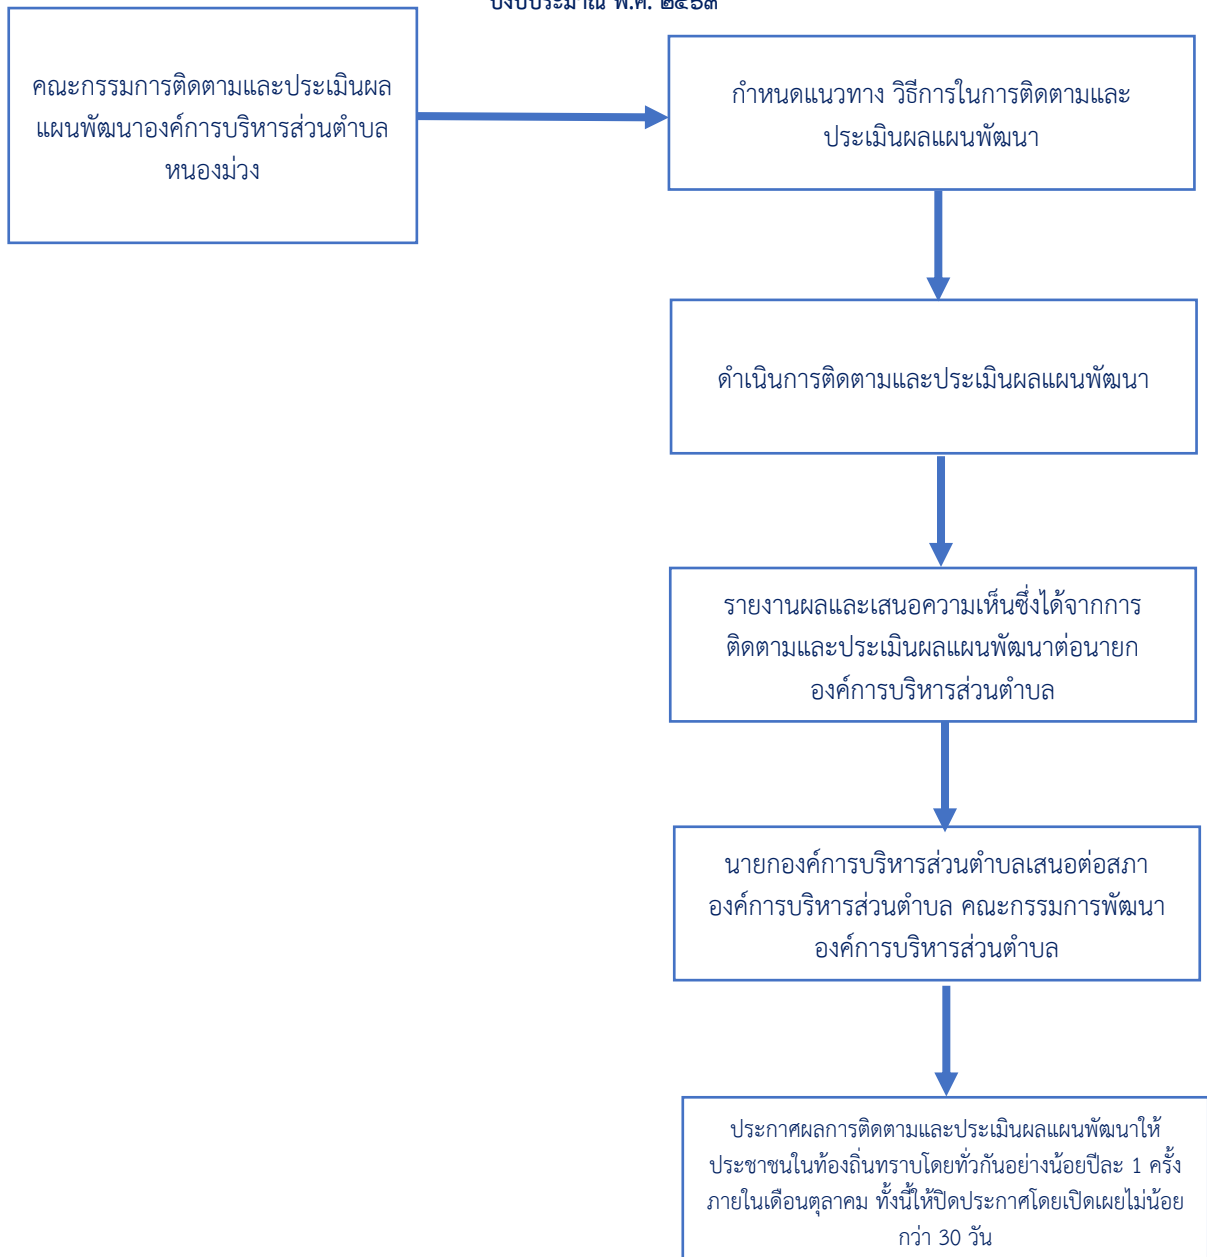 ปีงบประมาณ พ.ศ. ๒๕๖๓
คณะกรรมการติดตามและประเมินผล
แผนพัฒนาองค์การบริหารส่วนตำบล
หนองม่วง
กำหนดแนวทาง วิธีการในการติดตามและ
ประเมินผลแผนพัฒนา
ดำเนินการติดตามและประเมินผลแผนพัฒนา
รายงานผลและเสนอความเห็นซึ่งได้จากการ
ติดตามและประเมินผลแผนพัฒนาต่อนายก
องค์การบริหารส่วนตำบล
นายกองค์การบริหารส่วนตำบลเสนอต่อสภา
องค์การบริหารส่วนตำบล คณะกรรมการพัฒนา
องค์การบริหารส่วนตำบล
ประกาศผลการติดตามและประเมินผลแผนพัฒนาให้
ประชาชนในท้องถิ่นทราบโดยทั่วกันอย่างน้อยปีละ 1 ครั้ง
ภายในเดือนตุลาคม ทั้งนี้ให้ปิดประกาศโดยเปิดเผยไม่น้อย
กว่า 30 วัน